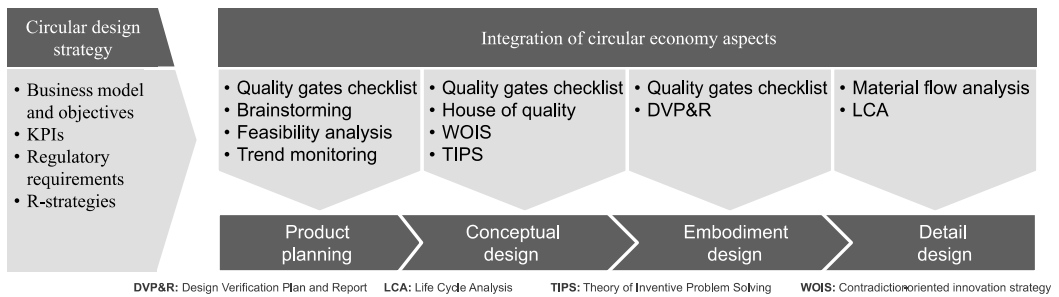 Circular design
strategy
Integration of circular economy aspects
• Business model
and objectives
• KPIs
• Regulatory
requirements
• R-strategies
• Quality gates checklist
• Brainstorming
• Feasibility analysis
• Trend monitoring
• Quality gates checklist
• House of quality
• WOIS
• TIPS
• Quality gates checklist
• DVP&R
• Material flow analysis
• LCA
Product
planning
Conceptual
design
Embodiment
design
Detail
design
DVP&R: Design Verification Plan and Report LCA: Life Cycle Analysis TIPS: Theory of Inventive Problem Solving WOIS: Contradiction-oriented innovation strategy